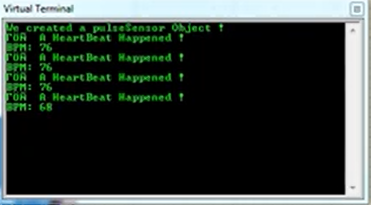 Virtual Terminal
We created a pulseSensor Object !
A HeartBeat Happened !
BPM: 76
A HeartBeat Happened !
BPM: 76
A HeartBeat Happened !
BPM: 76
A HeartBeat Happened !
BPM: 68